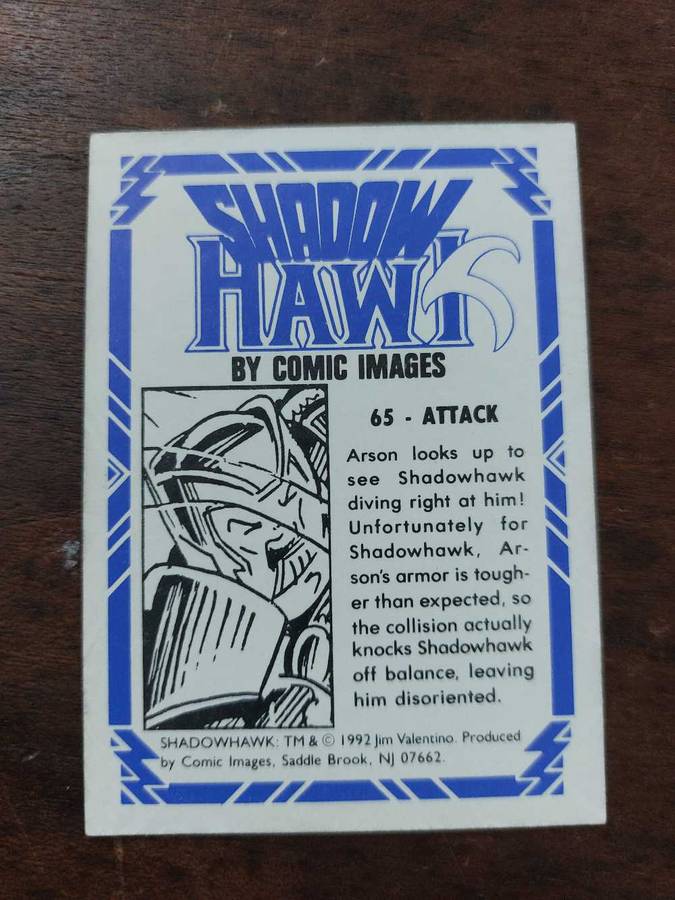 SHADOW
HAWK
BY COMIC IMAGES
65 - ATTACK
Arson looks up to
see Shadowhawk
diving right at him!
Unfortunately for
Shadowhawk, Ar-
son's armor is tough-
er than expected, so
the collision actually
knocks Shadowhawk
off balance, leaving
him disoriented.
SHADOWHAWK: TM & © 1992 Jim Valentino. Produced
by Comic Images, Saddle Brook, NJ 07662.